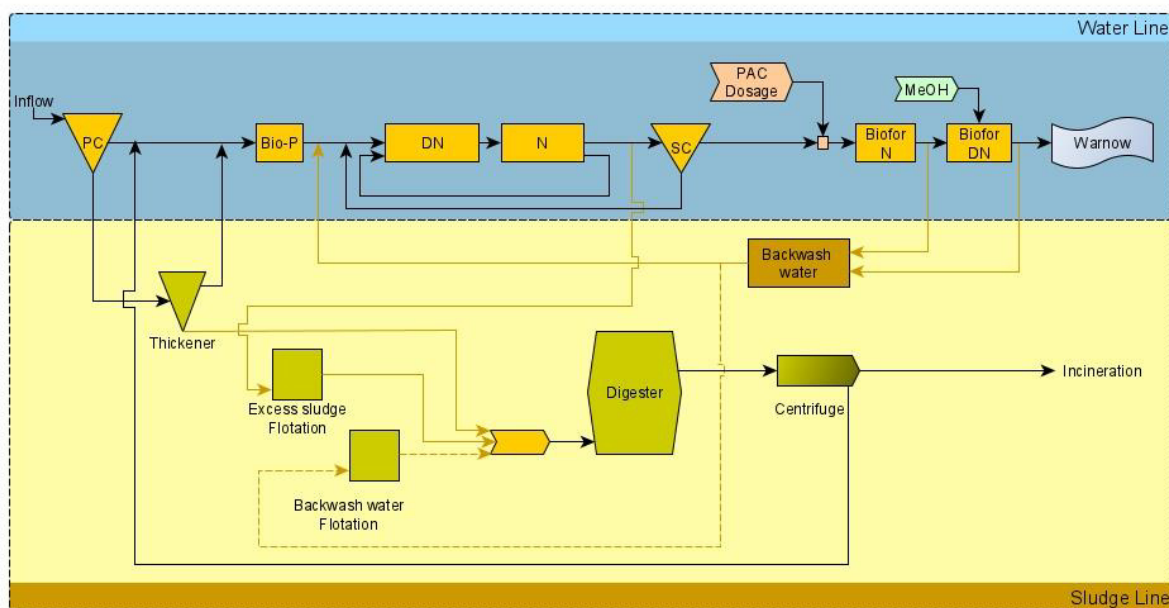 Water Line
PAC
Dosage
MeOH
Inflow
PC
Bio-P
DN
N
SC
Biofor
N
Biofor
DN
Warnow
Backwash
water
Thickener
Digester
Incineration
Centrifuge
Excess sludge
Flotation
Backwash water
Flotation
Sludge Line